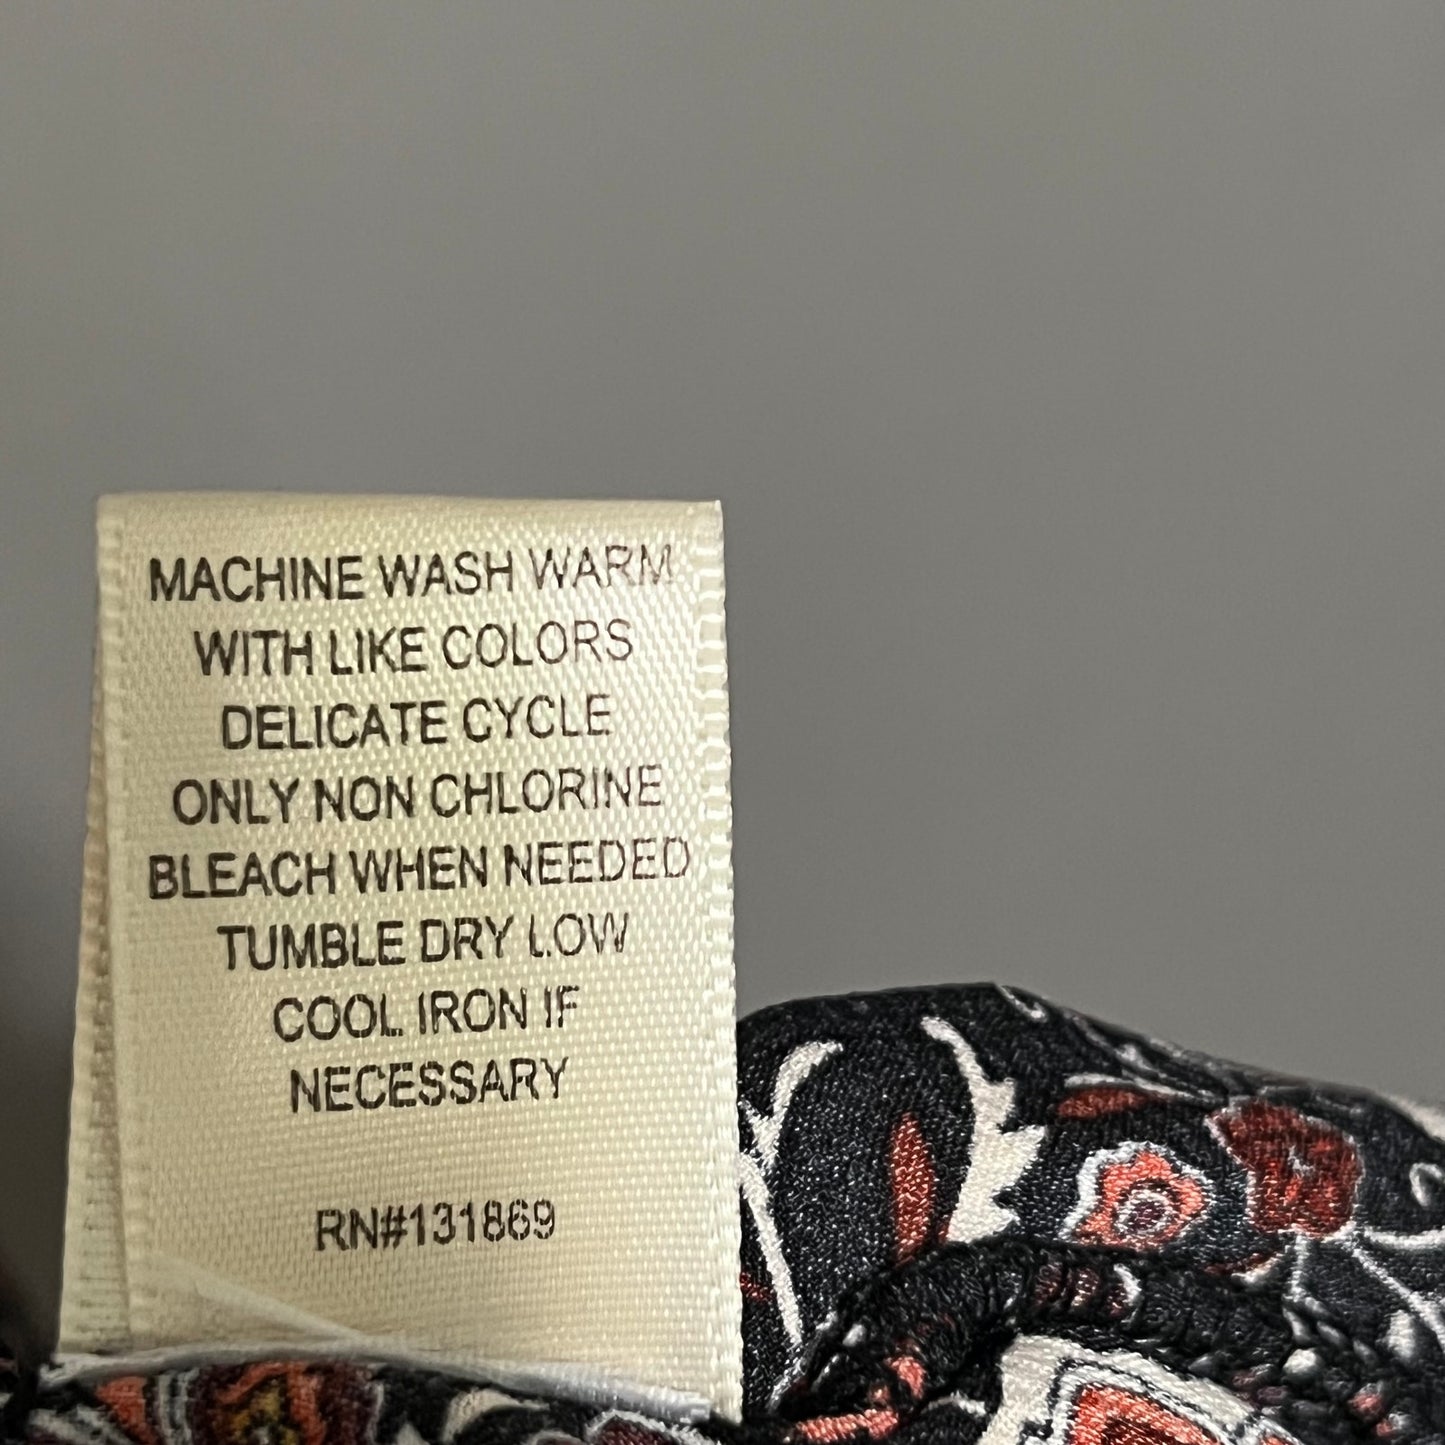 MACHINE WASH WARM
WITH LIKE COLORS
DELICATE CYCLE
ONLY NON CHLORINE
BLEACH WHEN NEEDED
TUMBLE DRY LOW
COOL IRON IF
NECESSARY
RN#131869